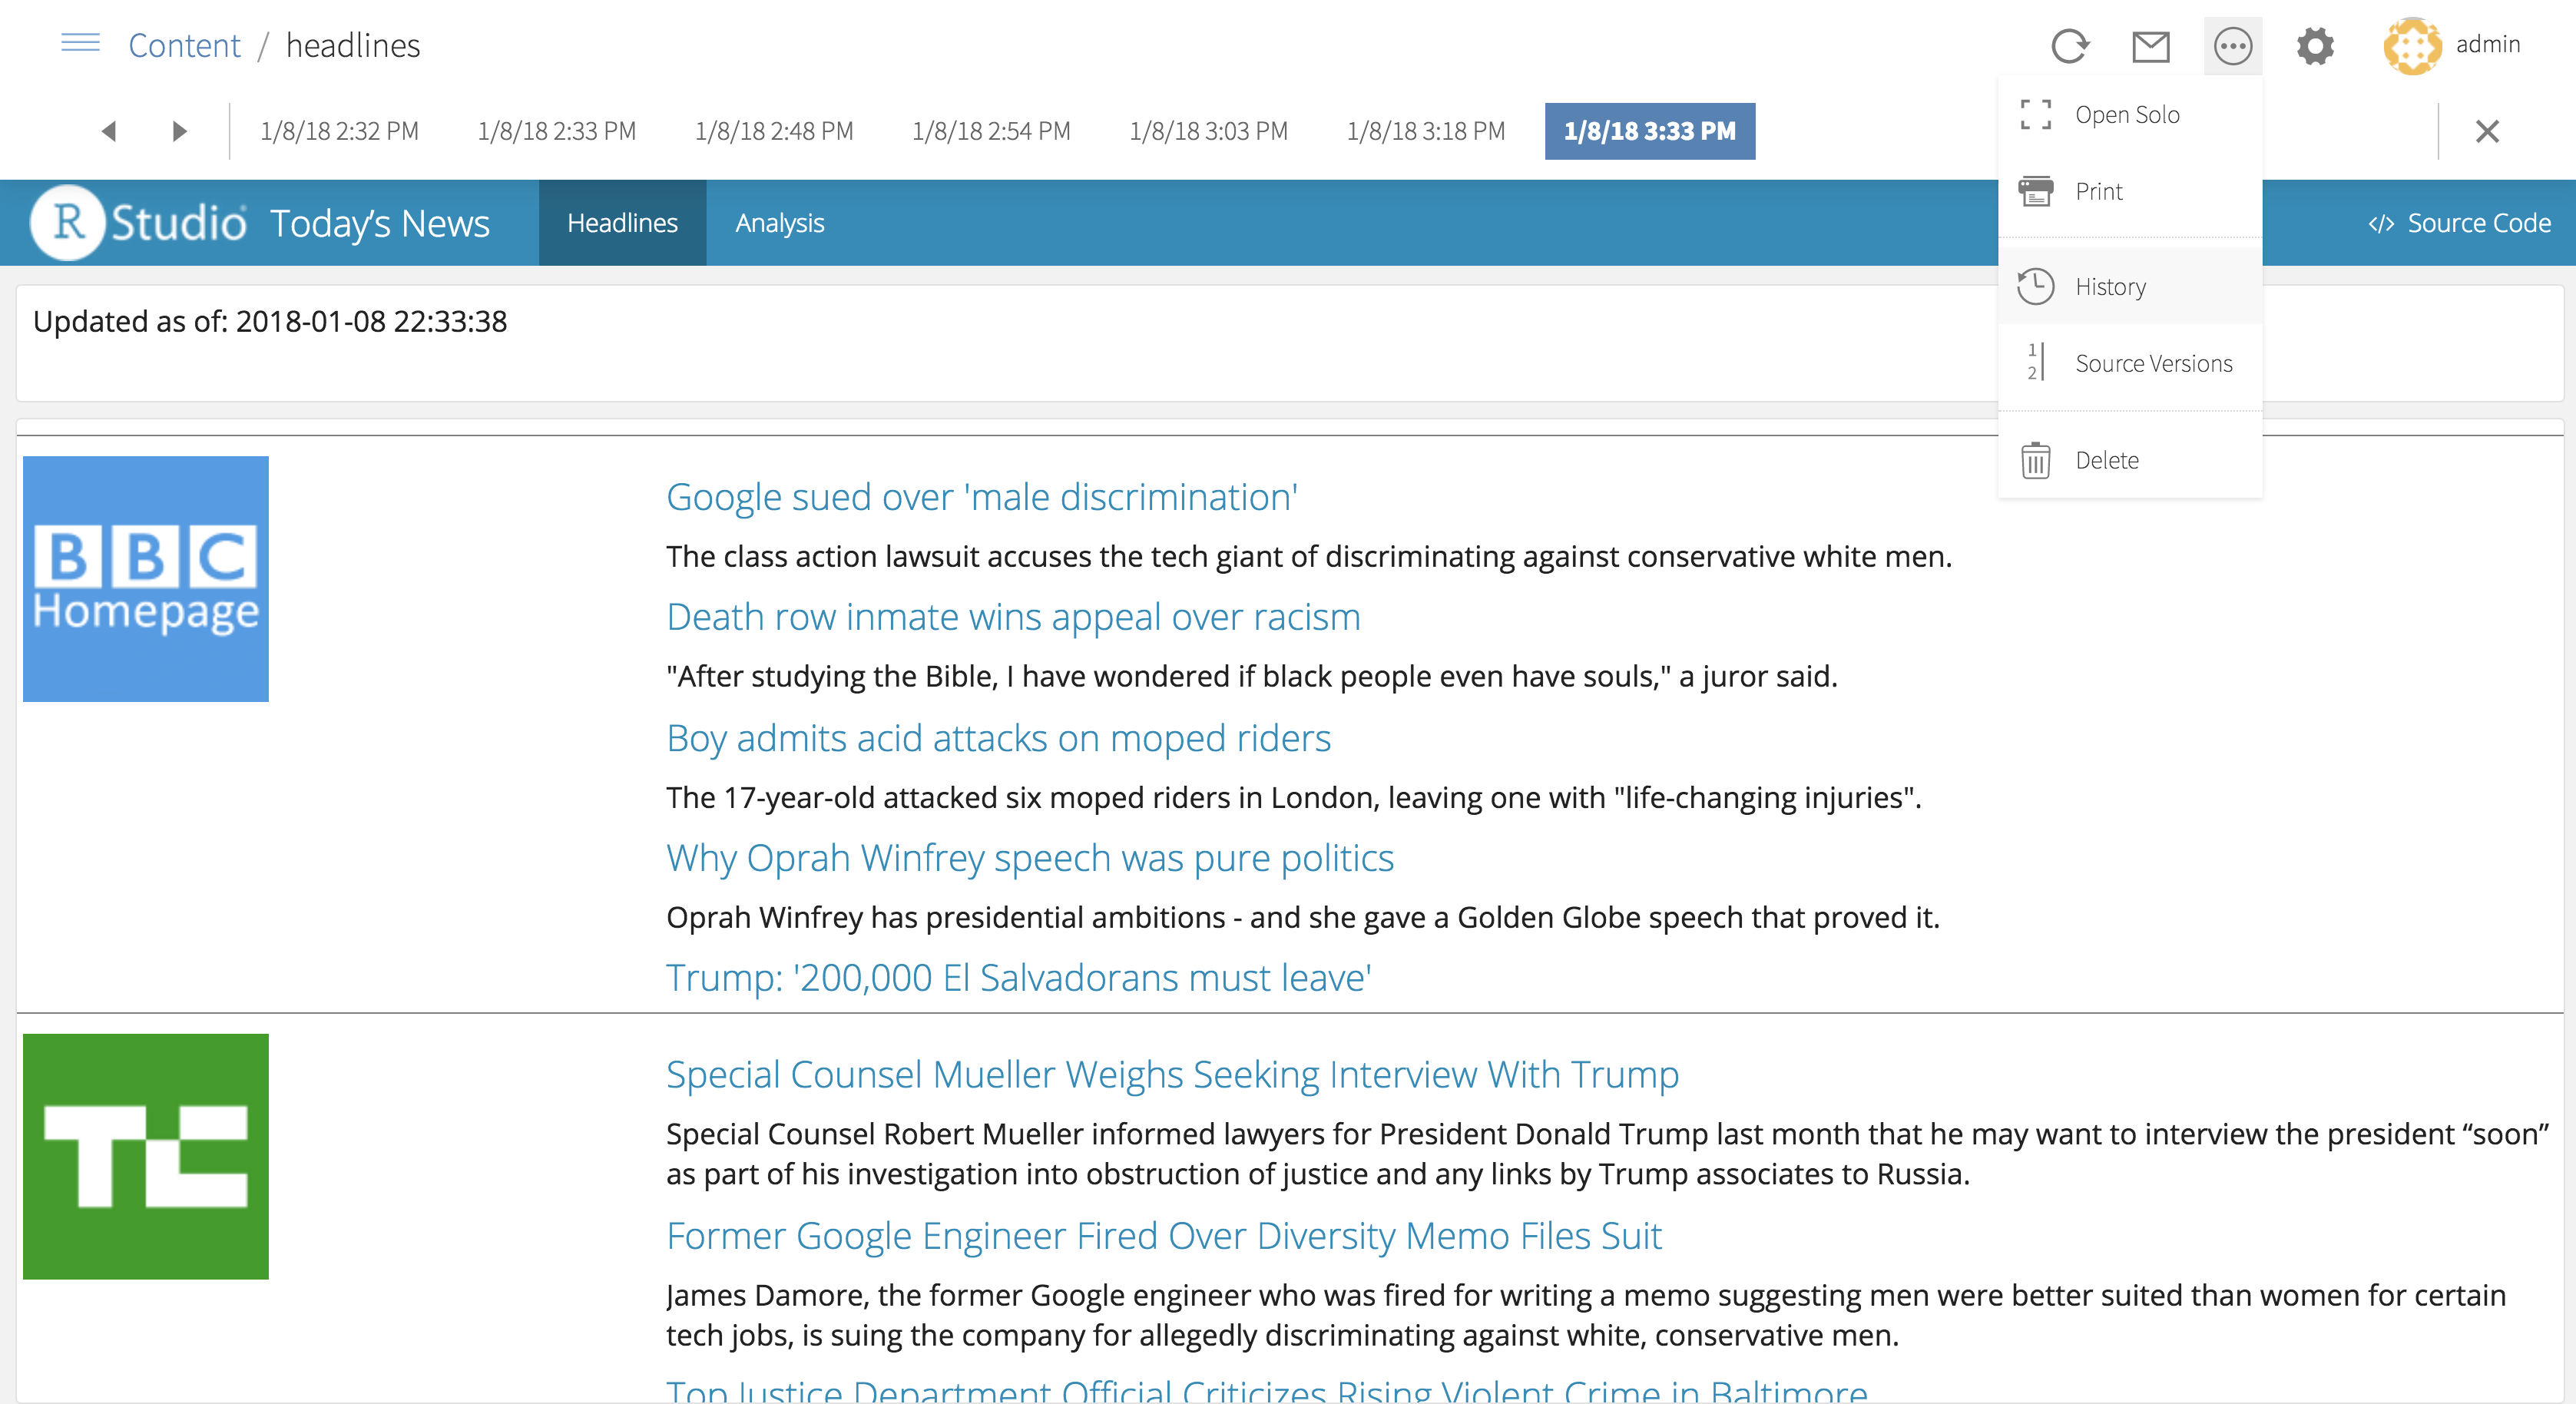 Content / headlines
admin
1/8/18 2:32 PM 1/8/18 2:33 PM 1/8/18 2:48 PM 1/8/18 2:54 PM 1/8/18 3:03 PM 1/8/18 3:18 PM 1/8/18 3:33 PM
Open Solo
Print
History
1
2
Source Versions
Delete
R Studio Today's News Headlines Analysis </> Source Code
Updated as of: 2018-01-08 22:33:38
BBC
Homepage
Google sued over 'male discrimination'
The class action lawsuit accuses the tech giant of discriminating against conservative white men.
Death row inmate wins appeal over racism
"After studying the Bible, I have wondered if black people even have souls," a juror said.
Boy admits acid attacks on moped riders
The 17-year-old attacked six moped riders in London, leaving one with "life-changing injuries".
Why Oprah Winfrey speech was pure politics
Oprah Winfrey has presidential ambitions - and she gave a Golden Globe speech that proved it.
Trump: '200,000 El Salvadorans must leave'
TC
Special Counsel Mueller Weighs Seeking Interview With Trump
Special Counsel Robert Mueller informed lawyers for President Donald Trump last month that he may want to interview the president “soon”
as part of his investigation into obstruction of justice and any links by Trump associates to Russia.
Former Google Engineer Fired Over Diversity Memo Files Suit
James Damore, the former Google engineer who was fired for writing a memo suggesting men were better suited than women for certain
tech jobs, is suing the company for allegedly discriminating against white, conservative men.
Top Justice Department Official Criticizes Rising Violent Crime in Baltimore